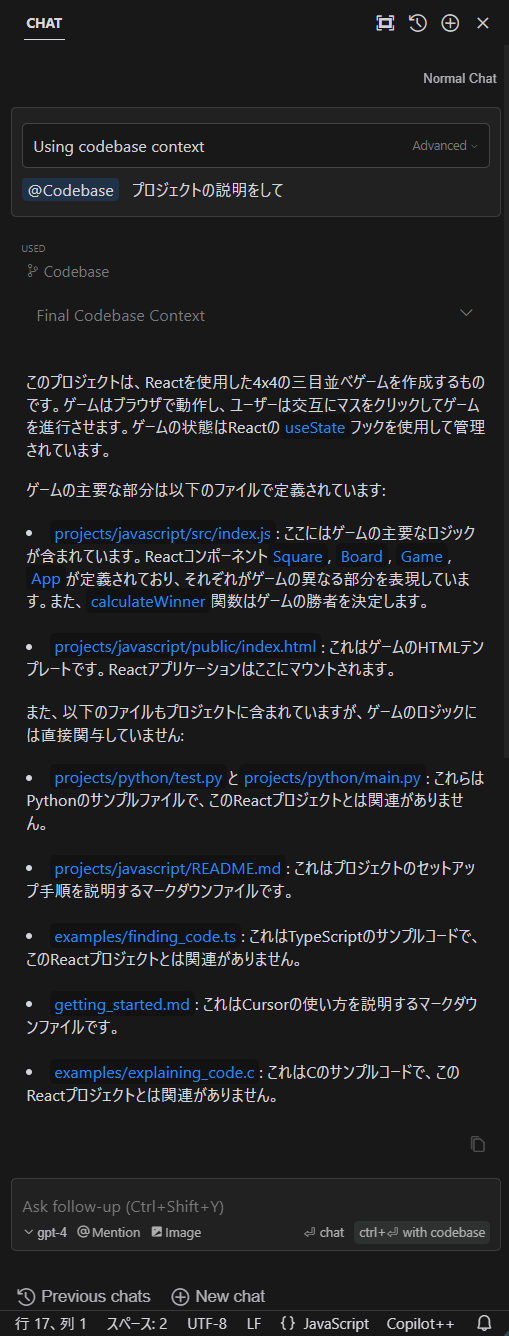 CHAT
Normal Chat
Using codebase context Advanced
@Codebase プロジェクトの説明をして
USED
Codebase
Final Codebase Context
このプロジェクトは、Reactを使用した4x4の三目並べゲームを作成するもの
です。ゲームはブラウザで動作し、ユーザーは交互にマスをクリックしてゲーム
を進行させます。ゲームの状態はReactの useState フックを使用して管理
されています。
ゲームの主要な部分は以下のファイルで定義されています:
• projects/javascript/src/index.js : ここにはゲームの主要なロジック
が含まれています。Reactコンポーネント Square , Board , Game ,
App が定義されており、それぞれがゲームの異なる部分を表現していま
す。また、 calculateWinner 関数はゲームの勝者を決定します。
• projects/javascript/public/index.html : これはゲームのHTMLテン
プレートです。Reactアプリケーションはここにマウントされます。
また、以下のファイルもプロジェクトに含まれていますが、ゲームのロジックに
は直接関与していません:
• projects/python/test.py と projects/python/main.py : これらは
Pythonのサンプルファイルで、このReactプロジェクトとは関連がありませ
ん。
• projects/javascript/README.md : これはプロジェクトのセットアッ
プ手順を説明するマークダウンファイルです。
• examples/finding_code.ts : これはTypeScriptのサンプルコードで、
このReactプロジェクトとは関連がありません。
• getting_started.md : これはCursorの使い方を説明するマークダウ
ンファイルです。
• examples/explaining_code.c : これはCのサンプルコードで、この
Reactプロジェクトとは関連がありません。
Ask follow-up (Ctrl+Shift+Y)
gpt-4 @Mention Image ⏎ chat ctrl+⏎ with codebase
Previous chats New chat
行 17、列 1 スペース: 2 UTF-8 LF {} JavaScript Copilot++